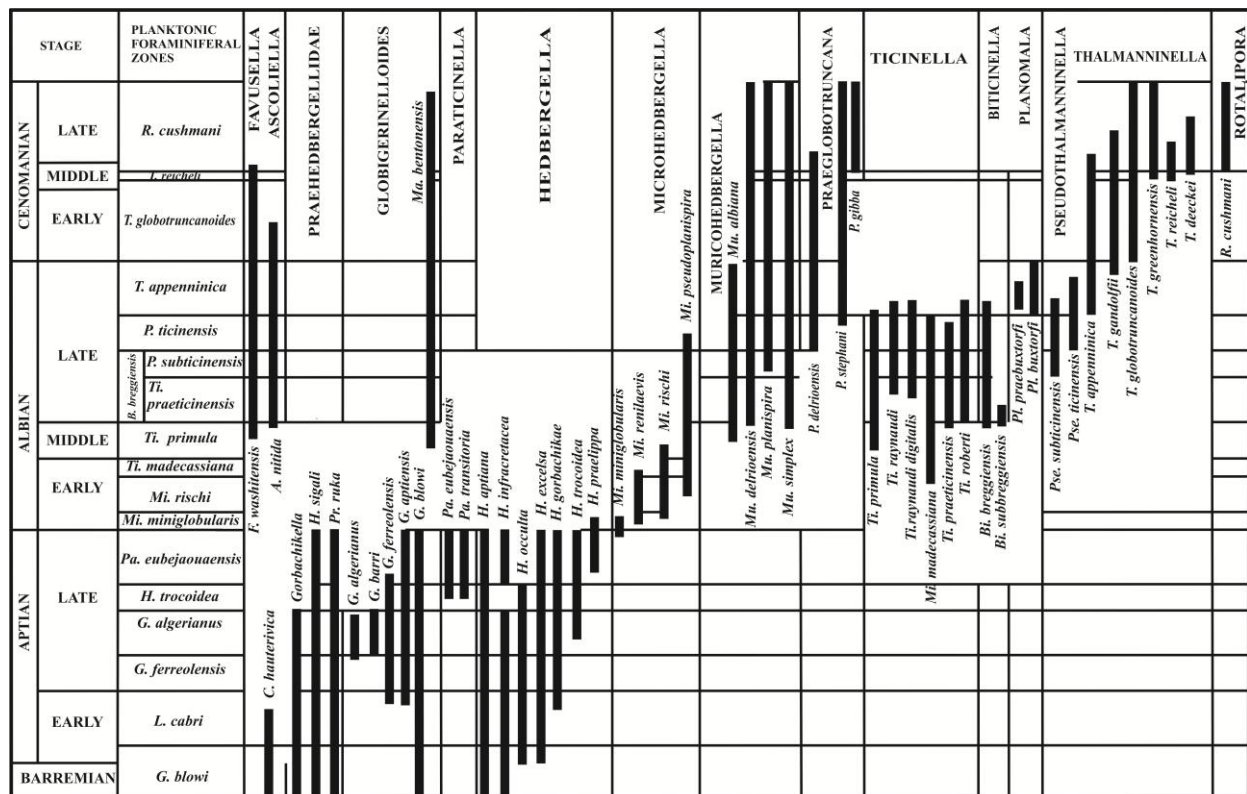 STAGE
PLANKTONIC
FORAMINIFERAL
ZONES
FAVUSELLA
ASCOLIELLA
PRAEHEDBERGELLIDAE
GLOBIGERINELLOIDES
PARATICINELLA
HEDBERGELLA
MICROHEDBERGELLA
MURICOHEDBERGELLA
PRAEGLOBOTRUNCANA
TICINELLA
BITICINELLA
PLANOMALA
PSEUDOTHALMANNINELLA
THALMANNINELLA
ROTALIPORA
CENOMANIAN
LATE
R. cushmani
MIDDLE
T. reicheli
EARLY
T. globotruncanoides
ALBIAN
LATE
T. appenninica
P. ticinensis
B. breggiensis
P. subticinensis
Ti.
praeticinensis
MIDDLE
Ti. primula
EARLY
Ti. madecassiana
Mi. rischi
Mi. miniglobularis
APTIAN
LATE
Pa. eubejaouaensis
H. trocoidea
G. algerianus
G. ferreolensis
EARLY
L. cabri
BARREMIAN
G. blowi
F. washitensis
A. nitida
C. hauterivica
Gorbachikella
H. sigali
Pr. ruka
G. algerianus
G. barri
G. ferreolensis
G. aptiensis
G. blowi
Ma. bentonensis
Pa. eubejaouaensis
Pa. transitoria
H. aptiana
H. infracretacea
H. occulta
H. excelsa
H. gorbachikae
H. trocoidea
H. praelippa
Mi. miniglobularis
Mi. renilaevis
Mi. rischi
Mi. pseudoplanispira
Mu. albiana
Mu. delrioensis
Mu. planispira
Mu. simplex
P. delrioensis
P. stephani
P. gibba
Ti. primula
Ti. raynaudi
Ti.raynaudi digitalis
Mi. madecassiana
Ti. praeticinensis
Ti. roberti
Bi. breggiensis
Bi. subreggiensis
Pl. praebuxtorfi
Pl. buxtorfi
Pse. subicinensis
Pse. ticinensis
T. appenninica
T. gandolfii
T. globotruncanoides
T. greenhornensis
T. reicheli
T. deeckei
R. cushmani